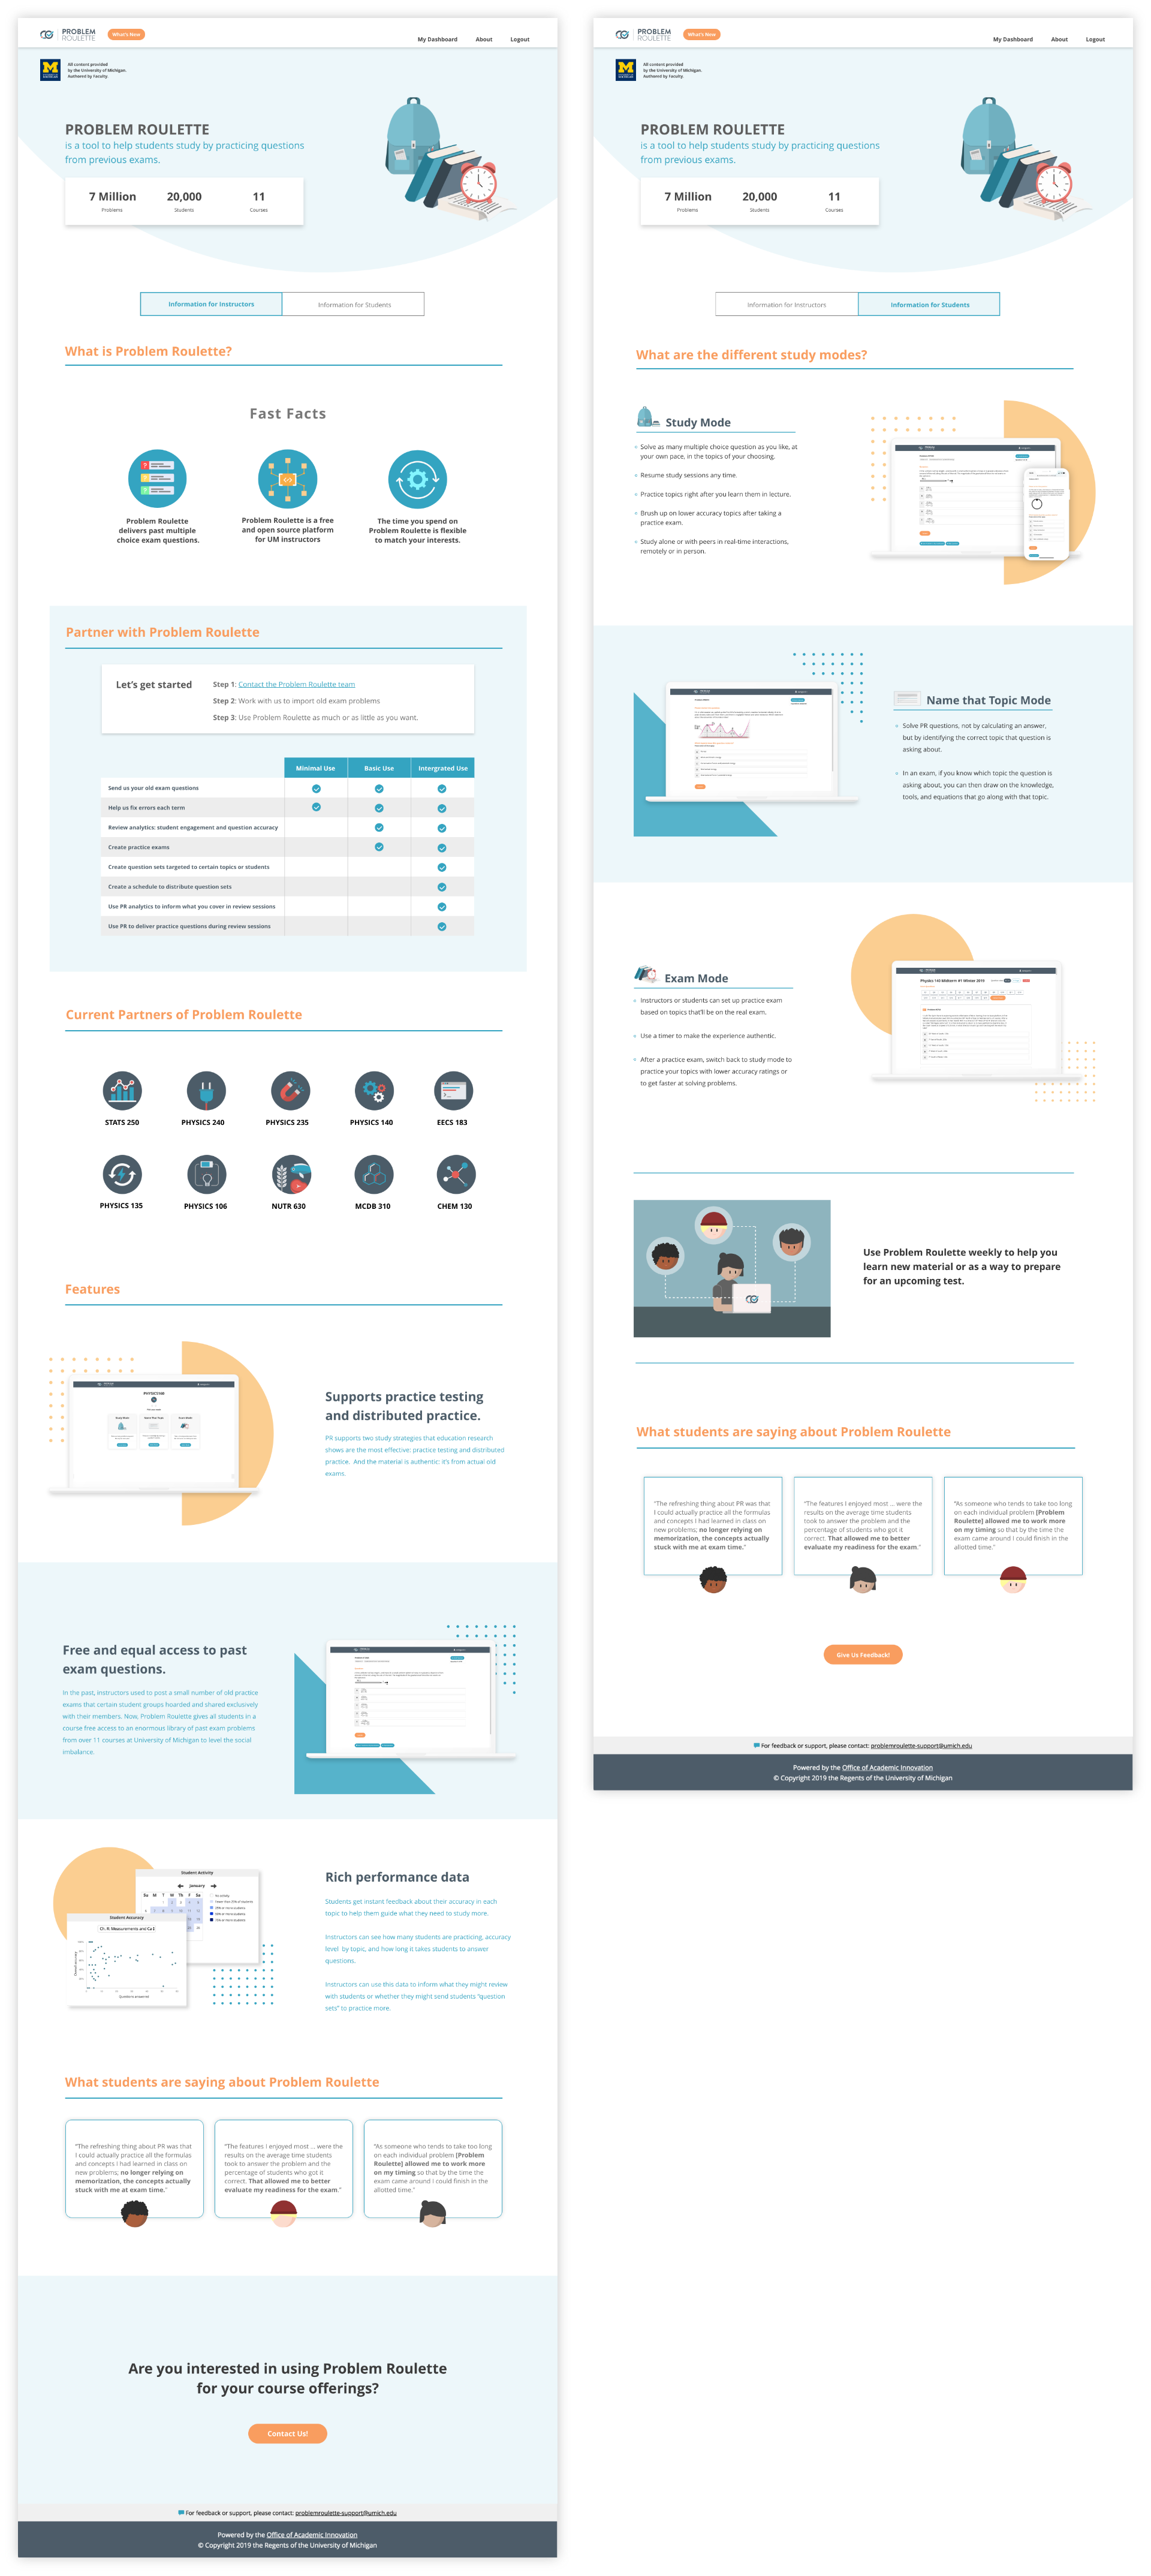 PROBLEM
ROULETTE
What's New
My Dashboard
About
Logout
All content provided
by the University of Michigan.
Authored by faculty.
PROBLEM ROULETTE
is a tool to help students study by practicing questions
from previous exams.
7 Million
20,000
11
Problems
Students
Courses
Information for Instructors
Information for Students
What is Problem Roulette?
Fast Facts
Problem Roulette
delivers past multiple
choice exam questions.
Problem Roulette is a free
and open source platform
for UM instructors
The time you spend on
Problem Roulette is flexible
to match your interests.
Partner with Problem Roulette
Let's get started
Step 1: Contact the Problem Roulette team
Step 2: Work with us to import old exam problems
Step 3: Use Problem Roulette as much or as little as you want.
Minimal Use
Basic Use
Intergrated Use
Send us your old exam questions
Help us fix errors each term
Review analytics: student engagement and question accuracy
Create practice exams
Create question sets targeted to certain topics or students
Create a schedule to distribute question sets
Use PR analytics to inform what you cover in review sessions
Use PR to deliver practice questions during review sessions
Current Partners of Problem Roulette
STATS 250
PHYSICS 240
PHYSICS 235
PHYSICS 140
EECS 183
PHYSICS 135
PHYSICS 106
NUTR 630
MCDB 310
CHEM 130
Features
Supports practice testing
and distributed practice.
PR supports two study strategies that education research
shows are the most effective: practice testing and distributed
practice. And the material is authentic: it's from actual old
exams.
Free and equal access to past
exam questions.
In the past, instructors used to post a small number of old practice
exams that certain student groups hoarded and shared exclusively
with their members. Now, Problem Roulette gives all students in a
course free access to an enormous library of past exam problems
from over 11 courses at University of Michigan to level the social
imbalance.
Student Activity
January
Su M T W Th F Sa
Student Accuracy
Ch. R: Measurements and Ca‡
Rich performance data
Students get instant feedback about their accuracy in each
topic to help them guide what they need to study more.
Instructors can see how many students are practicing, accuracy
level by topic, and how long it takes students to answer
questions.
Instructors can use this data to inform what they might review
with students or whether they might send students "question
sets" to practice more.
What students are saying about Problem Roulette
"The refreshing thing about PR was that
I could actually practice all the formulas
and concepts I had learned in class on
new problems; no longer relying on
memorization, the concepts actually
stuck with me at exam time."
"The features I enjoyed most ... were the
results on the average time students
took to answer the problem and the
percentage of students who got it
correct. That allowed me to better
evaluate my readiness for the exam."
"As someone who tends to take too long
on each individual problem [Problem
Roulette] allowed me to work more
on my timing so that by the time the
exam came around I could finish in the
allotted time."
Are you interested in using Problem Roulette
for your course offerings?
Contact Us!
For feedback or support, please contact: problemroulette-support@umich.edu
Powered by the Office of Academic Innovation
© Copyright 2019 the Regents of the University of Michigan
PROBLEM
ROULETTE
What's New
My Dashboard
About
Logout
All content provided
by the University of Michigan.
Authored by faculty.
PROBLEM ROULETTE
is a tool to help students study by practicing questions
from previous exams.
7 Million
20,000
11
Problems
Students
Courses
Information for Instructors
Information for Students
What are the different study modes?
Study Mode
Solve as many multiple choice question as you like, at
your own pace, in the topics of your choosing.
Resume study sessions any time.
Practice topics right after you learn them in lecture.
Brush up on lower accuracy topics after taking a
practice exam.
Study alone or with peers in real-time interactions,
remotely or in person.
Name that Topic Mode
Solve PR questions, not by calculating an answer,
but by identifying the correct topic that question is
asking about.
In an exam, if you know which topic the question is
asking about, you can then draw on the knowledge,
tools, and equations that go along with that topic.
Exam Mode
Instructors or students can set up practice exam
based on topics that'll be on the real exam.
Use a timer to make the experience authentic.
After a practice exam, switch back to study mode to
practice your topics with lower accuracy ratings or
to get faster at solving problems.
Physics 140 Midterm #1 Winter 2019
Use Problem Roulette weekly to help you
learn new material or as a way to prepare
for an upcoming test.
What students are saying about Problem Roulette
"The refreshing thing about PR was that
I could actually practice all the formulas
and concepts I had learned in class on
new problems; no longer relying on
memorization, the concepts actually
stuck with me at exam time."
"The features I enjoyed most ... were the
results on the average time students
took to answer the problem and the
percentage of students who got it
correct. That allowed me to better
evaluate my readiness for the exam."
"As someone who tends to take too long
on each individual problem [Problem
Roulette] allowed me to work more
on my timing so that by the time the
exam came around I could finish in the
allotted time."
Give Us Feedback!
For feedback or support, please contact: problemroulette-support@umich.edu
Powered by the Office of Academic Innovation
© Copyright 2019 the Regents of the University of Michigan